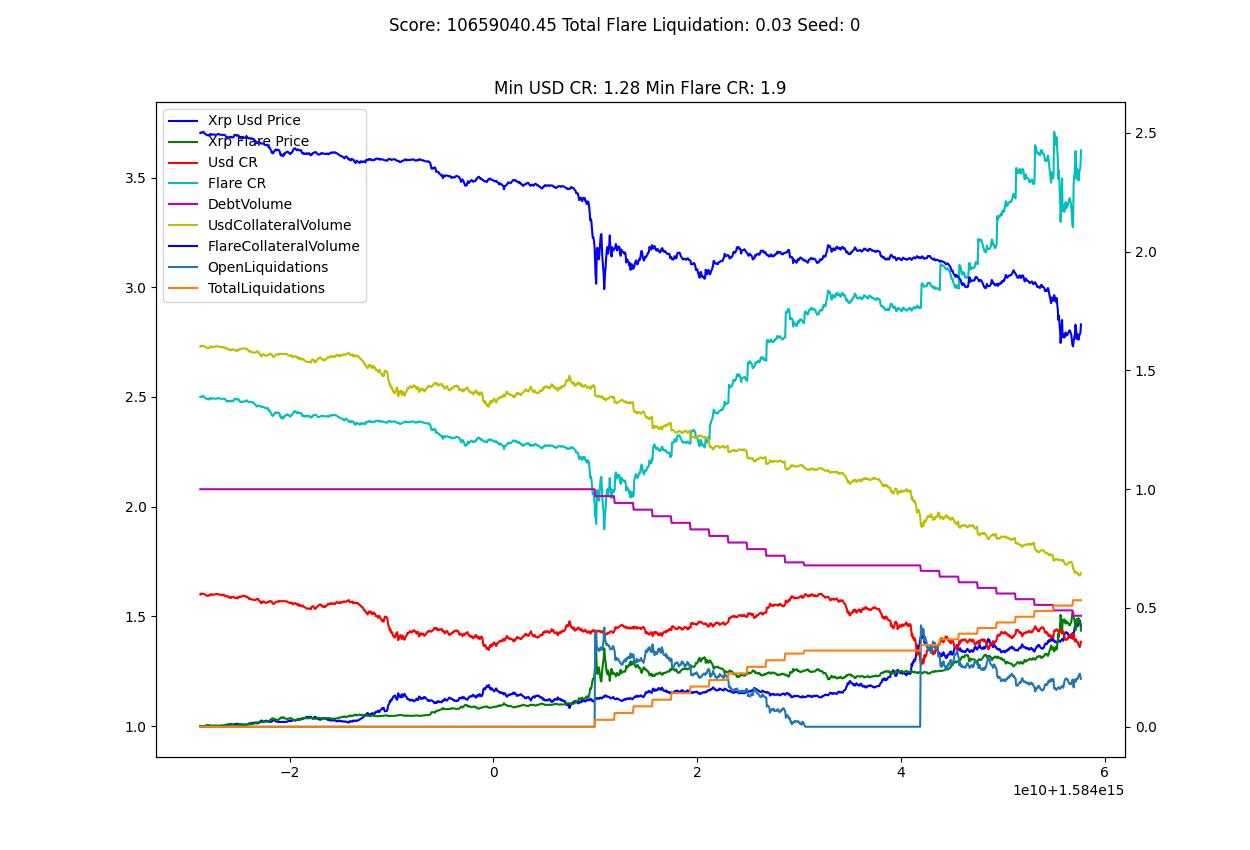 Score: 10659040.45 Total Flare Liquidation: 0.03 Seed: 0
Min USD CR: 1.28 Min Flare CR: 1.9
Xrp Usd Price
Xrp Flare Price
Usd CR
Flare CR
DebtVolume
UsdCollateralVolume
FlareCollateralVolume
OpenLiquidations
TotalLiquidations
3.5
3.0
2.5
2.0
1.5
1.0
2.5
2.0
1.5
1.0
0.5
0.0
−2 0 2 4 6
1e10+1.584e15